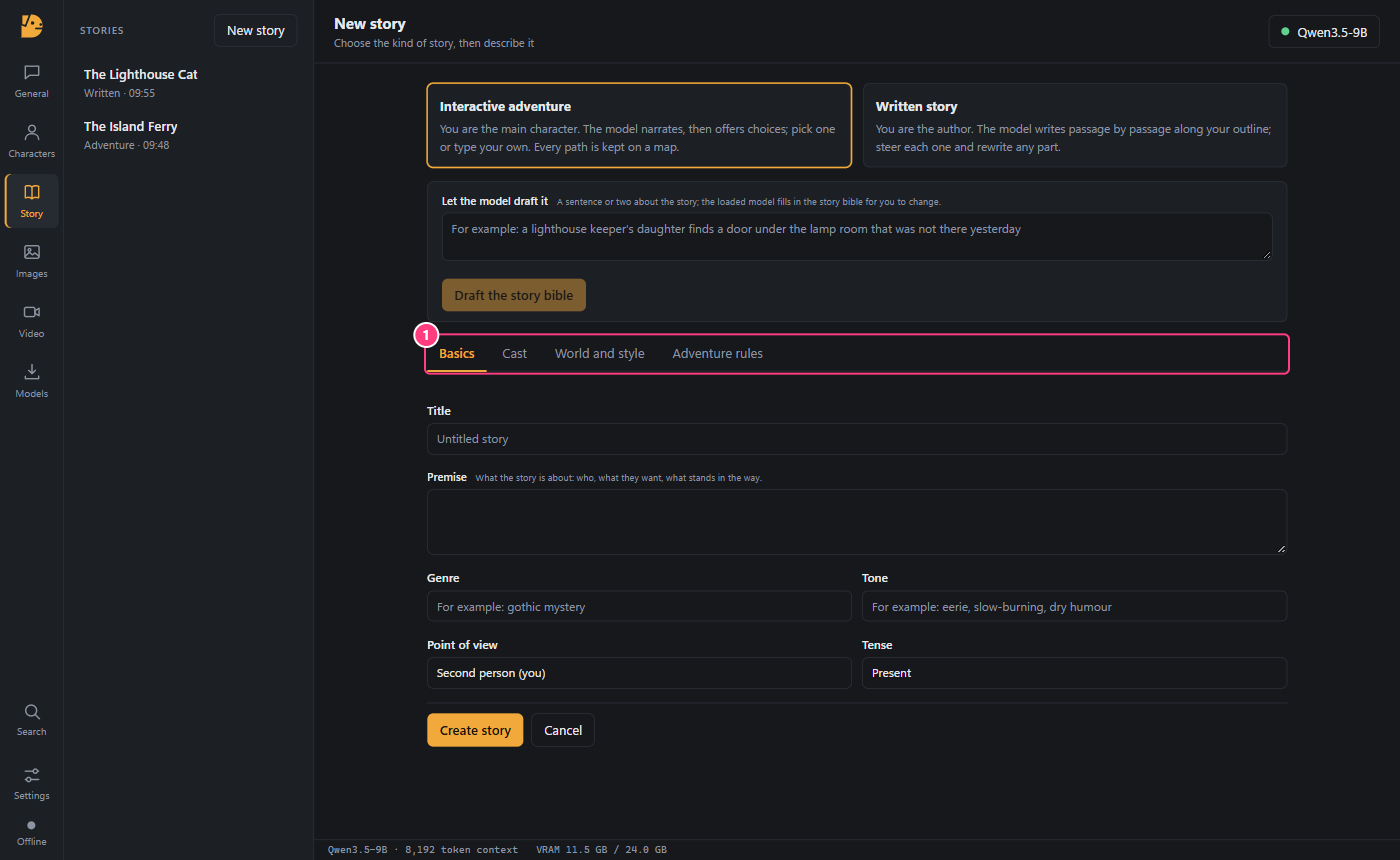 STORIES
New story
The Lighthouse Cat
Written · 09:55
The Island Ferry
Adventure · 09:48
General
Characters
Story
Images
Video
Models
Search
Settings
Offline
New story
Choose the kind of story, then describe it
Qwen3.5-9B
Interactive adventure
You are the main character. The model narrates, then offers choices; pick one
or type your own. Every path is kept on a map.
Written story
You are the author. The model writes passage by passage along your outline;
steer each one and rewrite any part.
Let the model draft it A sentence or two about the story; the loaded model fills in the story bible for you to change.
For example: a lighthouse keeper's daughter finds a door under the lamp room that was not there yesterday
Draft the story bible
1
Basics Cast World and style Adventure rules
Title
Untitled story
Premise What the story is about: who, what they want, what stands in the way.
Genre
For example: gothic mystery
Tone
For example: eerie, slow-burning, dry humour
Point of view
Second person (you)
Tense
Present
Create story Cancel
Qwen3.5-9B · 8,192 token context VRAM 11.5 GB / 24.0 GB